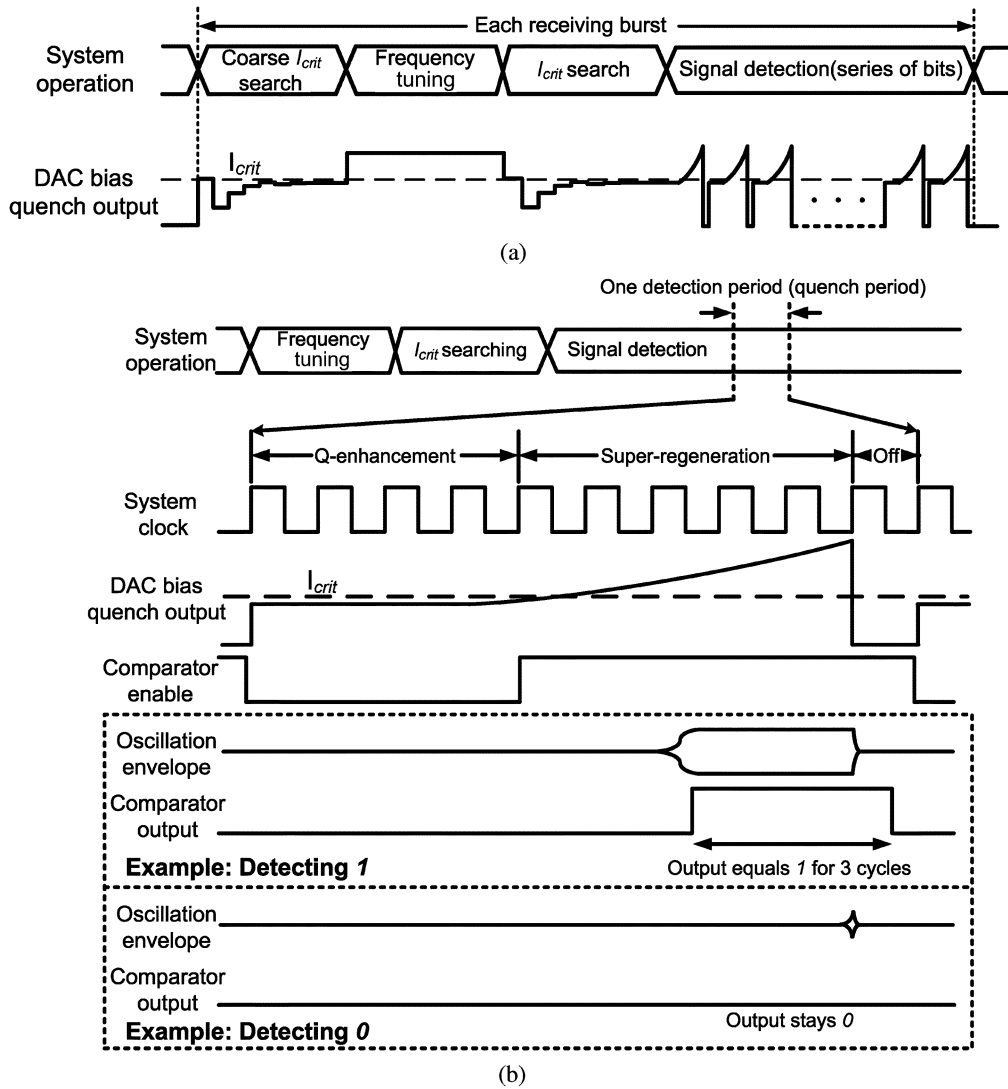 Each receiving burst
System
operation
Coarse Icrit
search
Frequency
tuning
Icrit search
Signal detection(series of bits)
Icrit
DAC bias
quench output
(a)
One detection period (quench period)
System
operation
Frequency
tuning
Icrit searching
Signal detection
Q-enhancement
Super-regeneration
Off
System
clock
Icrit
DAC bias
quench output
Comparator
enable
Oscillation
envelope
Comparator
output
Output equals 1 for 3 cycles
Example: Detecting 1
Oscillation
envelope
Comparator
output
Output stays 0
Example: Detecting 0
(b)